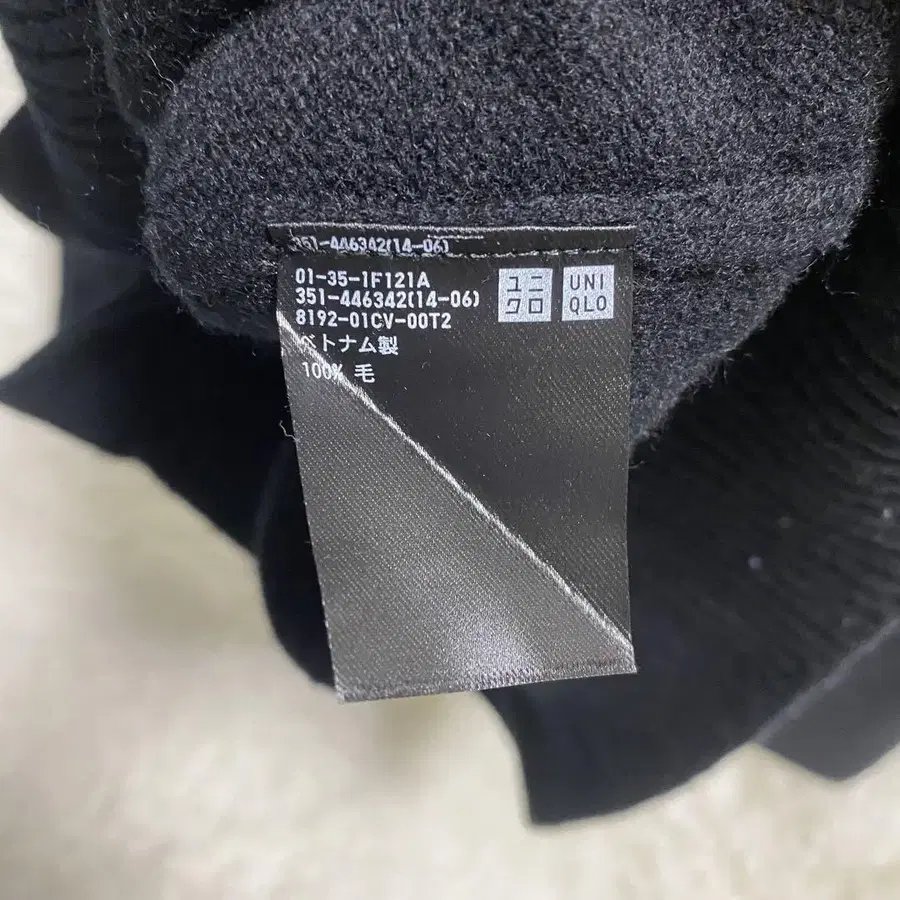 351-446342(14-06)
01-35-1F121A
351-446342(14-06)
8192-01CV-00T2
ベトナム製
100% 毛
ユニ
クロ
UNI
QLO